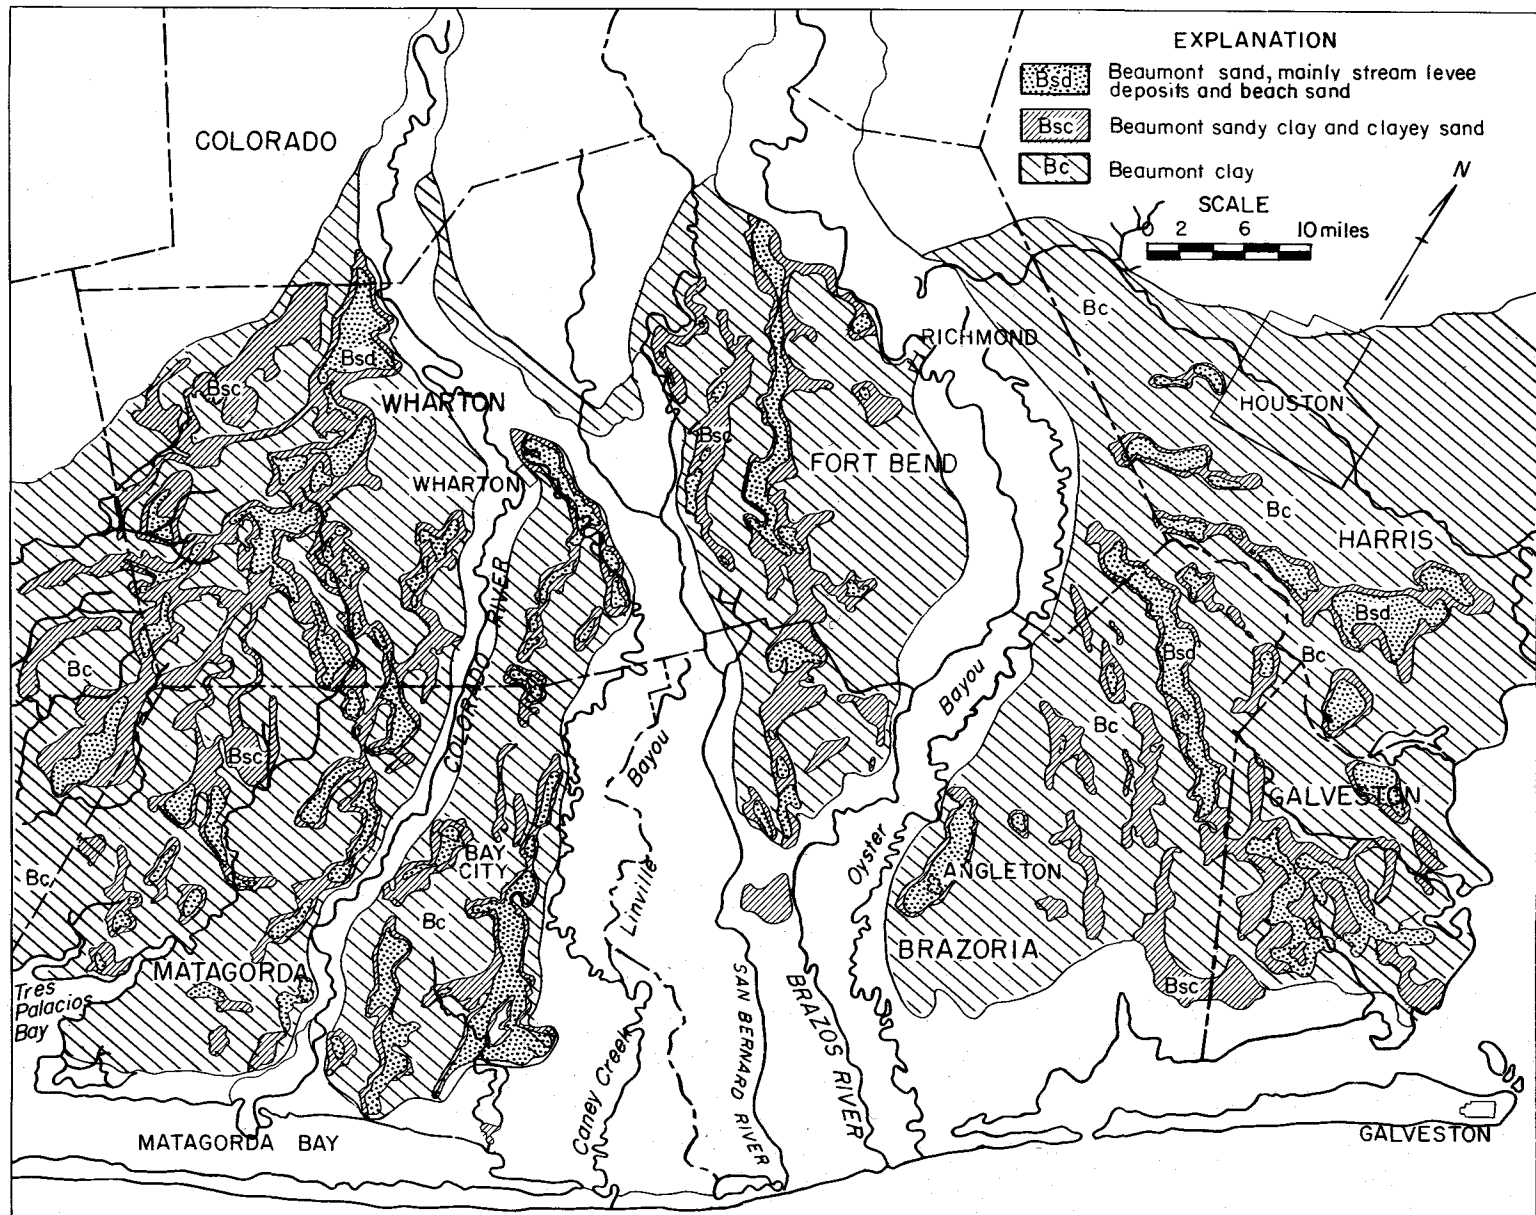 EXPLANATION
Bsd
Beaumont sand, mainly stream levee
deposits and beach sand
Bsc
Beaumont sandy clay and clayey sand
Bc
Beaumont clay
SCALE
0 2 6 10 miles
N
COLORADO
Bc
RICHMOND
Bsd
Bsc
WHARTON
HOUSTON
Bsc
FORT BEND
WHARTON
Bc
HARRIS
COLORADO RIVER
Bsd
Bsd
Bc
Bc
Bayou
Bc
Bsc
Bayou
GALVESTON
BAY
CITY
Oyster
ANGLETON
Bc
Linville
Bc
BRAZORIA
MATAGORDA
Bsc
Tres
Palacios
Bay
SAN BERNARD RIVER
BRAZOS RIVER
Caney Creek
MATAGORDA BAY
GALVESTON